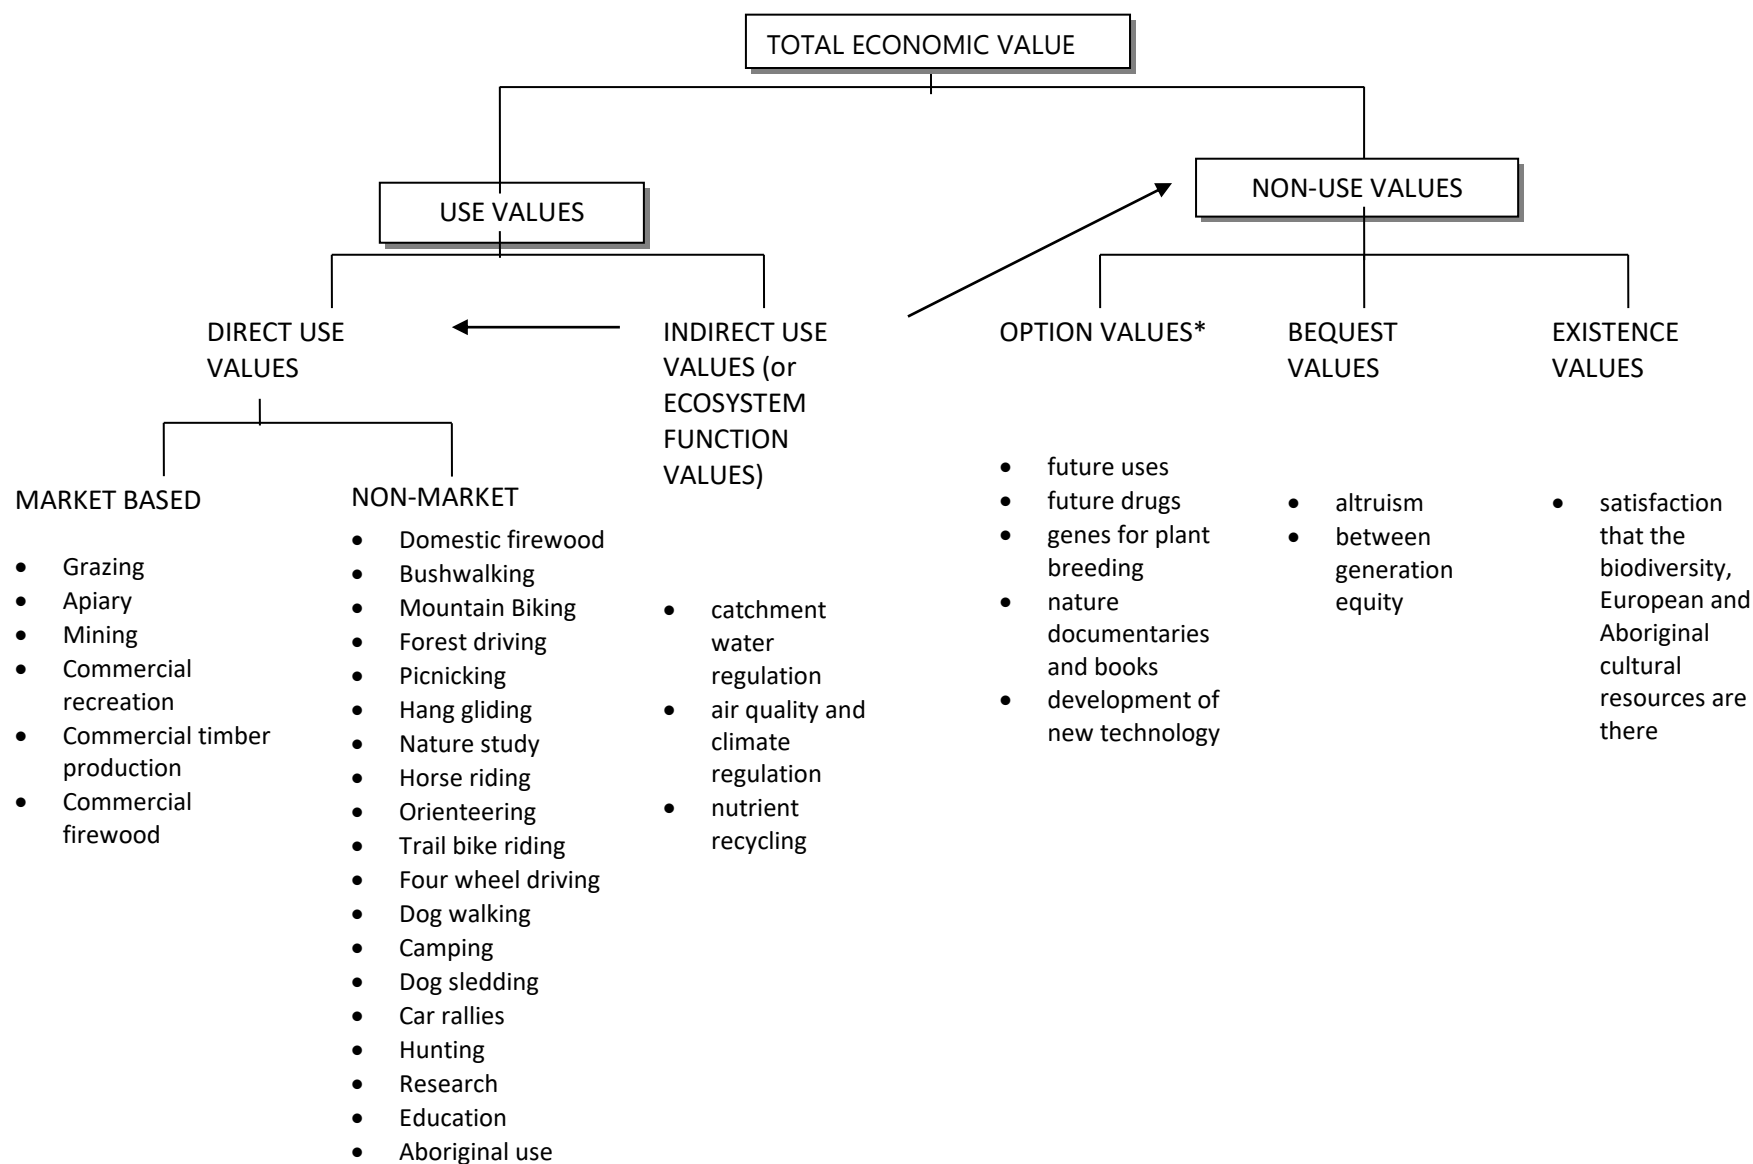 TOTAL ECONOMIC VALUE
USE VALUES
NON-USE VALUES
DIRECT USE
VALUES
MARKET BASED
• Grazing
• Apiary
• Mining
• Commercial
recreation
• Commercial timber
production
• Commercial
firewood
NON-MARKET
• Domestic firewood
• Bushwalking
• Mountain Biking
• Forest driving
• Picnicking
• Hang gliding
• Nature study
• Horse riding
• Orienteering
• Trail bike riding
• Four wheel driving
• Dog walking
• Camping
• Dog sledding
• Car rallies
• Hunting
• Research
• Education
• Aboriginal use
INDIRECT USE
VALUES (or
ECOSYSTEM
FUNCTION
VALUES)
• catchment
water
regulation
• air quality and
climate
regulation
• nutrient
recycling
OPTION VALUES*
• future uses
• future drugs
• genes for plant
breeding
• nature
documentaries
and books
• development of
new technology
BEQUEST
VALUES
• altruism
• between
generation
equity
EXISTENCE
VALUES
• satisfaction
that the
biodiversity,
European and
Aboriginal
cultural
resources are
there